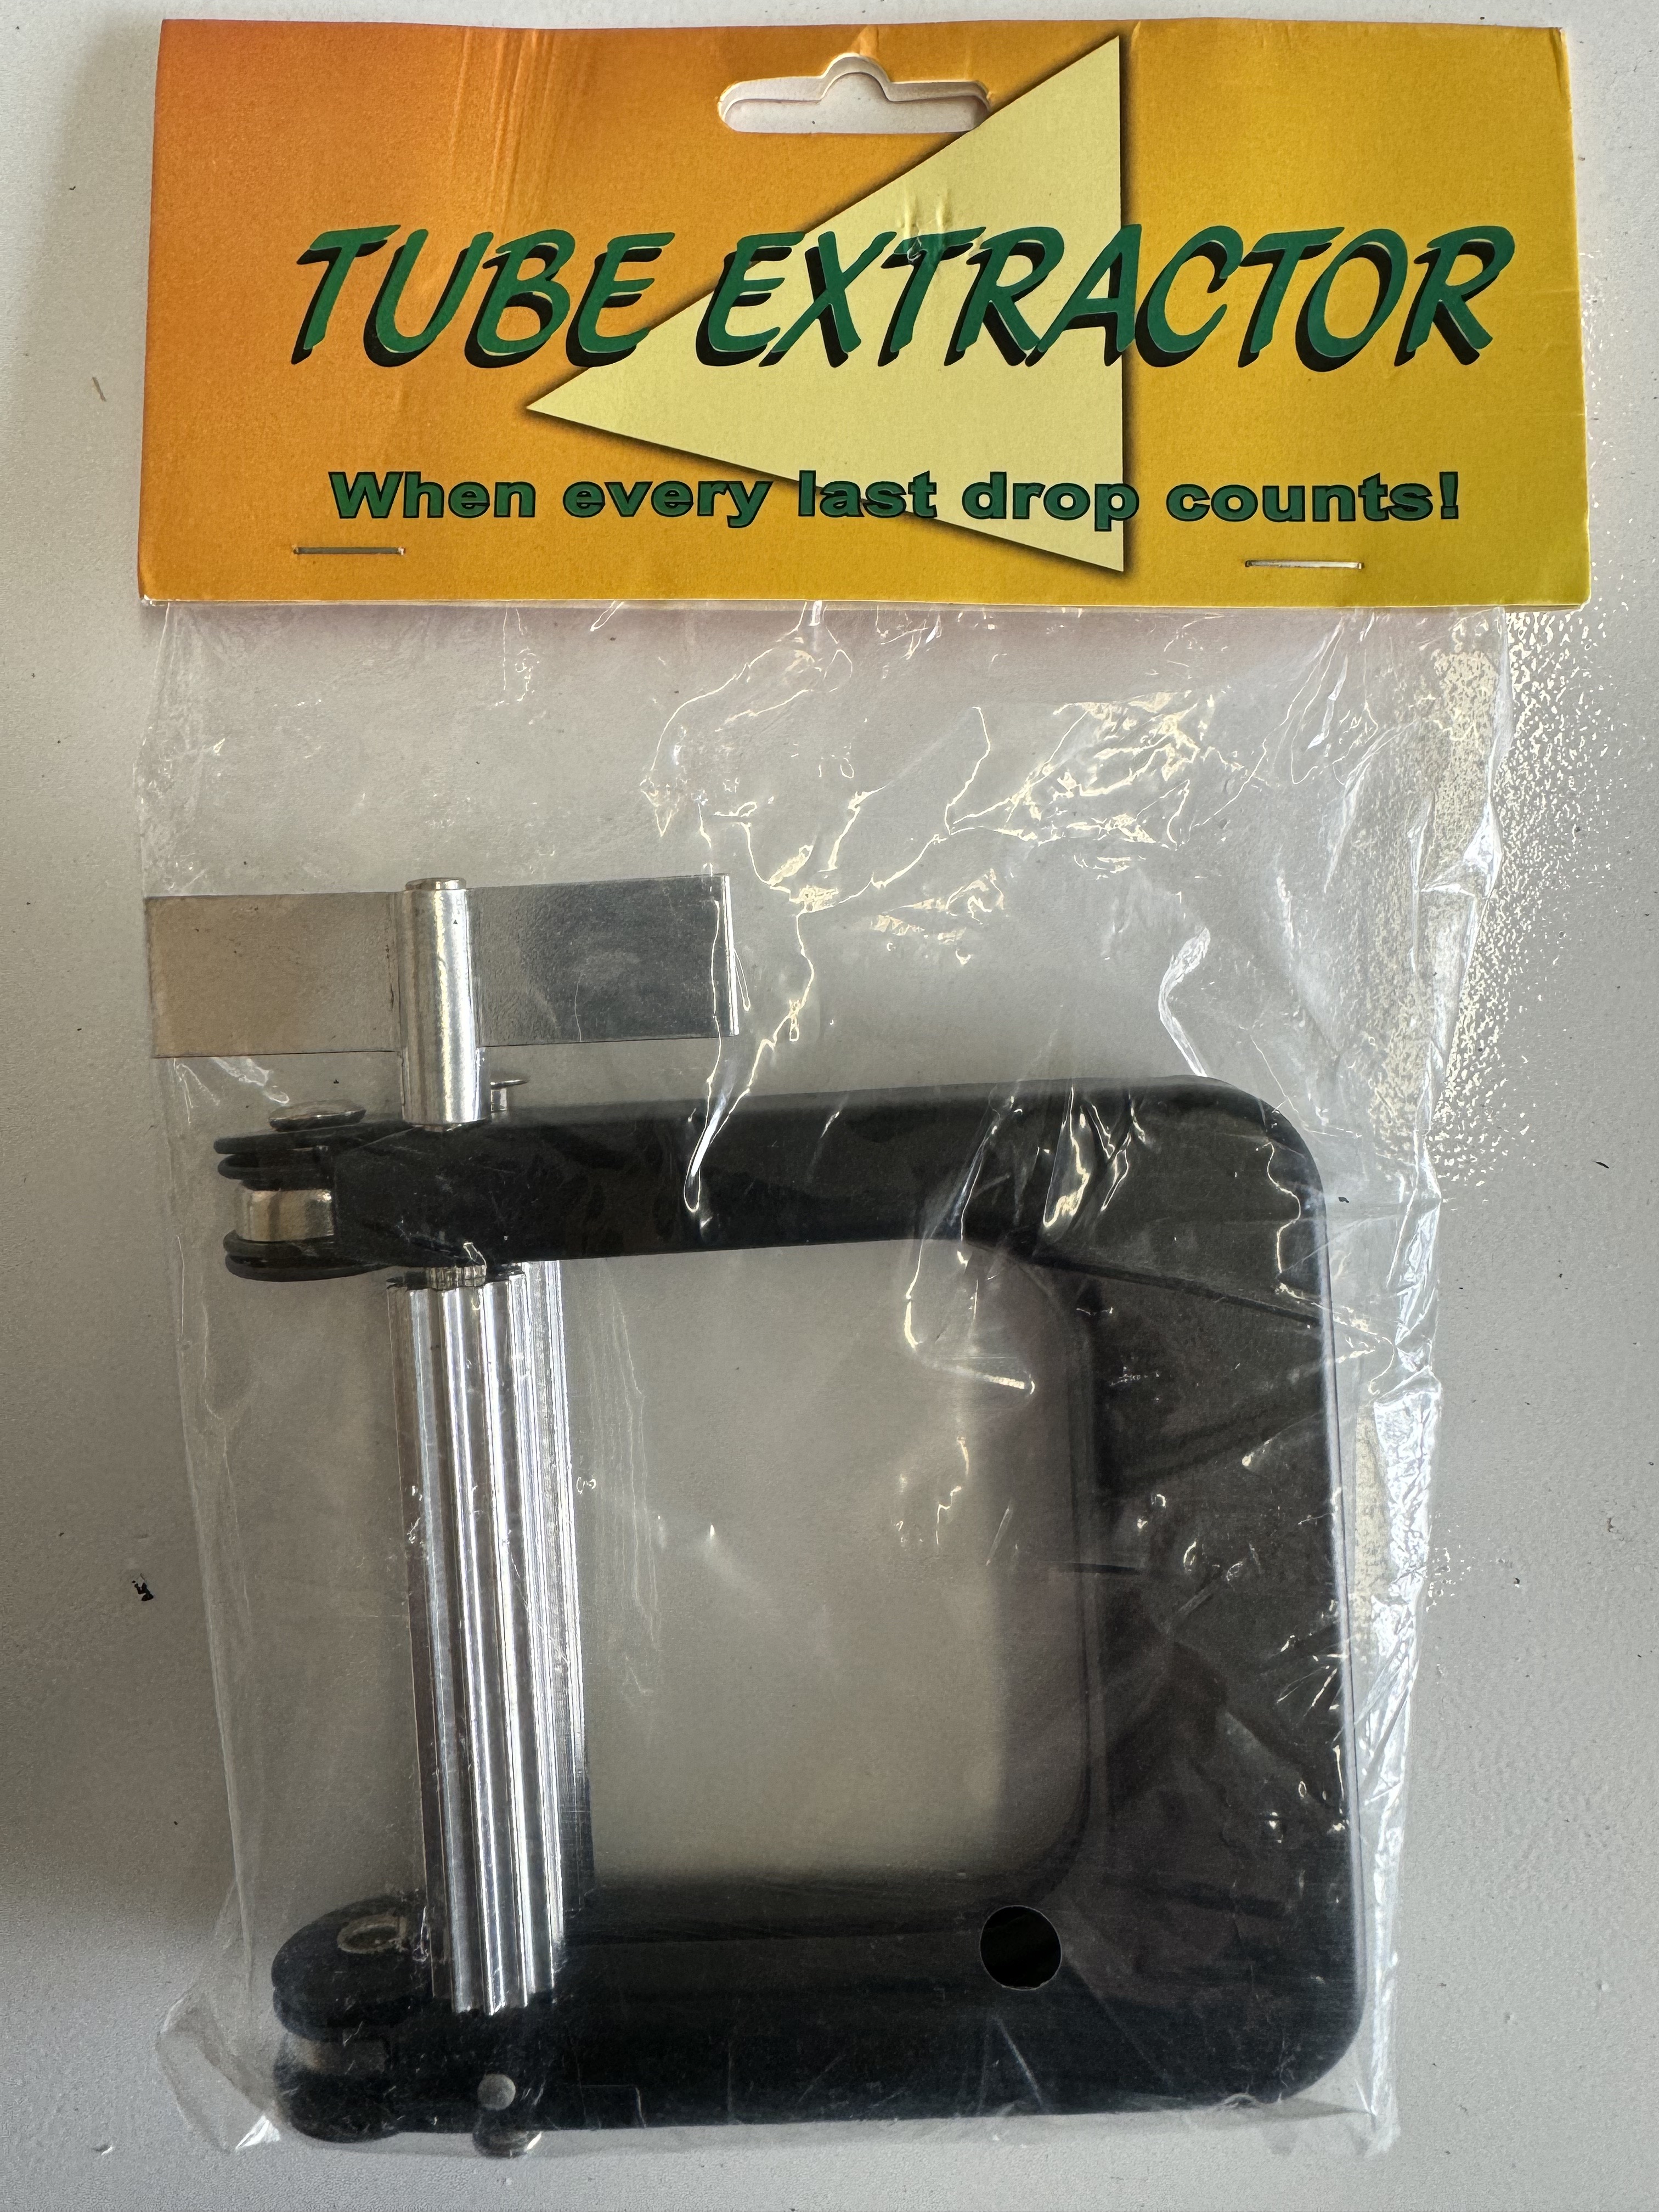 TUBE EXTRACTOR
When every last drop counts!